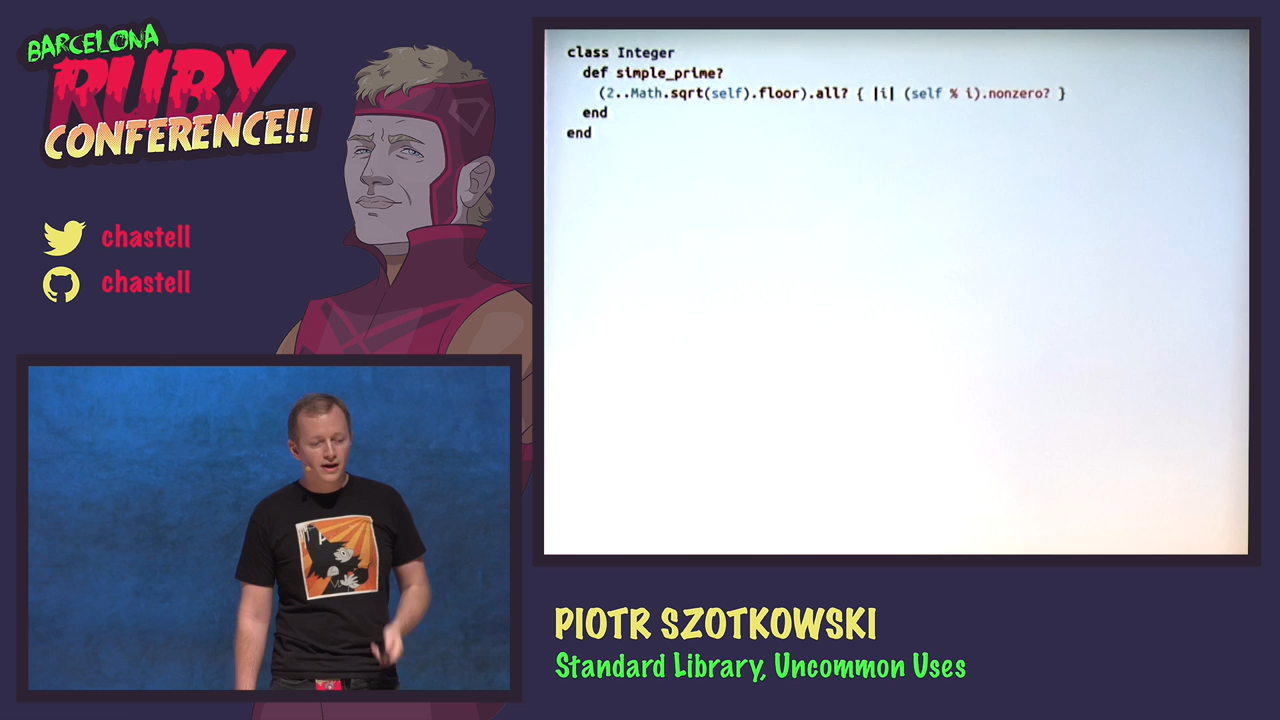 BARCELONA
RUBY
CONFERENCE!!
chastell
chastell
class Integer
  def simple_prime?
    (2..Math.sqrt(self).floor).all? { |i| (self % i).nonzero? }
  end
end
PIOTR SZOTKOWSKI
Standard Library, Uncommon Uses